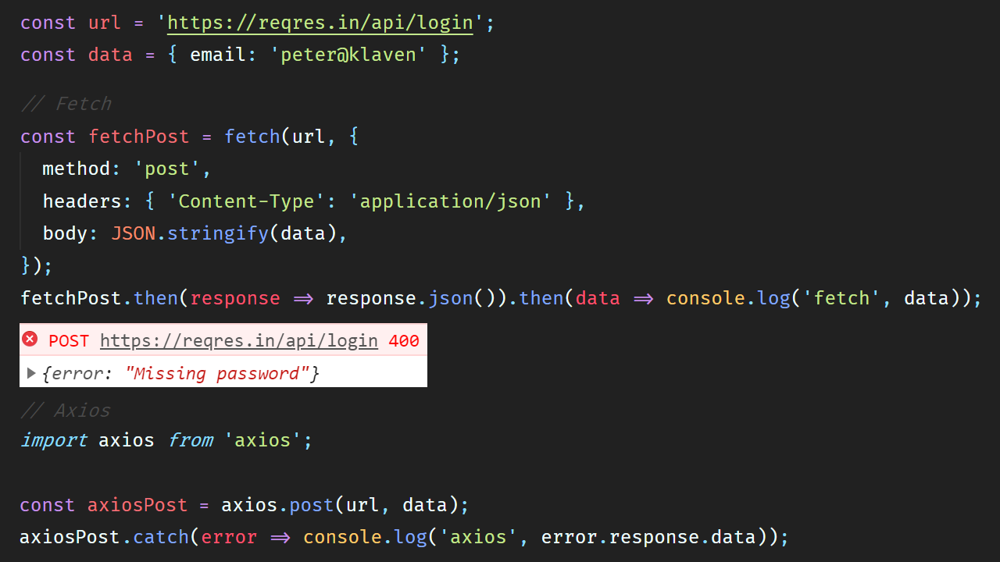 const url = 'https://reqres.in/api/login';
const data = { email: 'peter@klaven' };
// Fetch
const fetchPost = fetch(url, {
method: 'post',
headers: { 'Content-Type': 'application/json' },
body: JSON.stringify(data),
});
fetchPost.then(response => response.json()).then(data => console.log('fetch', data));
POST https://reqres.in/api/login 400
{error: "Missing password"}
// Axios
import axios from 'axios';
const axiosPost = axios.post(url, data);
axiosPost.catch(error => console.log('axios', error.response.data));